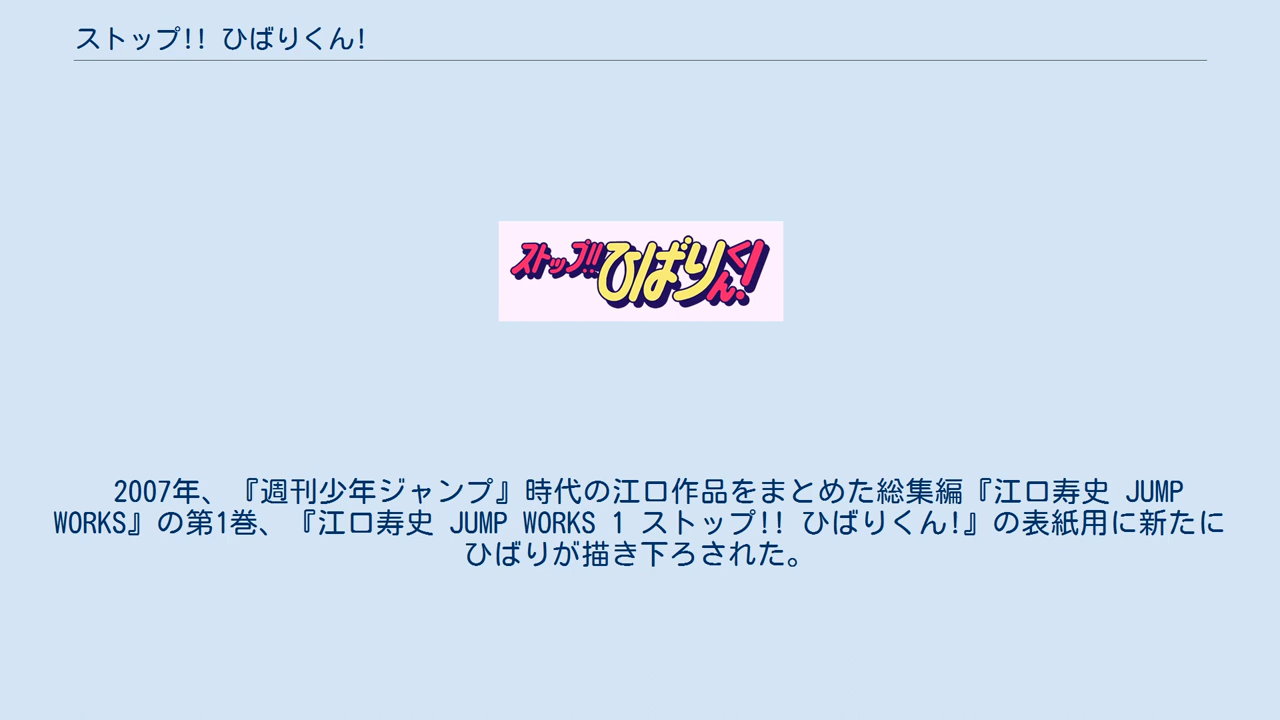 ストップ!! ひばりくん!
ストップ!! ひばりくん!
2007年、『週刊少年ジャンプ』時代の江口作品をまとめた総集編『江口寿史 JUMP
WORKS』の第1巻、『江口寿史 JUMP WORKS 1 ストップ!! ひばりくん!』の表紙用に新たに
ひばりが描き下ろされた。